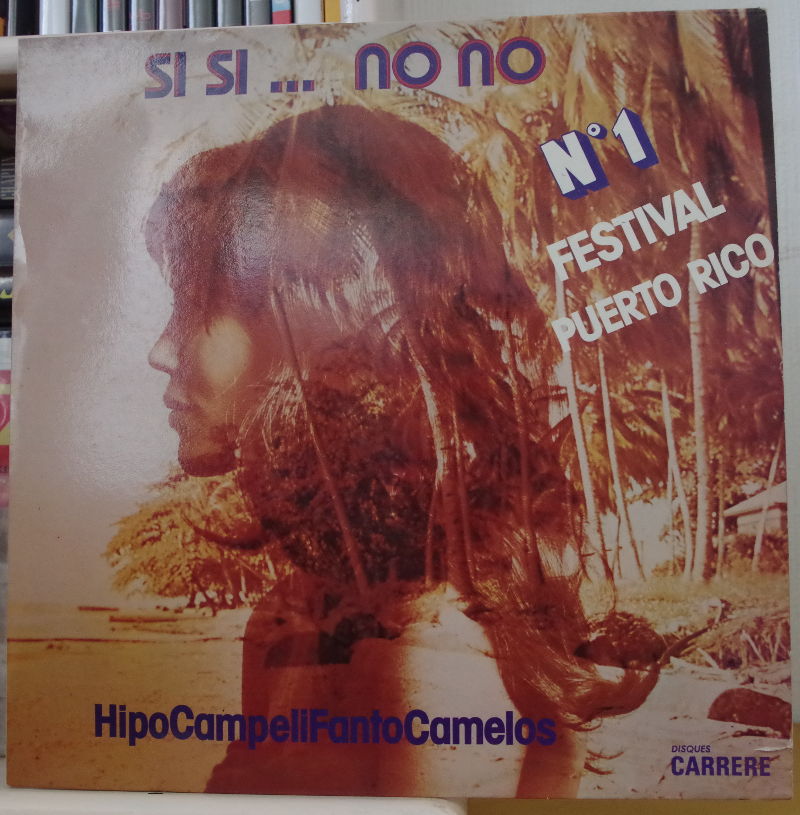 SI SI ... NO NO
N° 1
FESTIVAL
PUERTO RICO
HipoCampeliFantoCamelos
DISQUES
CARRERE